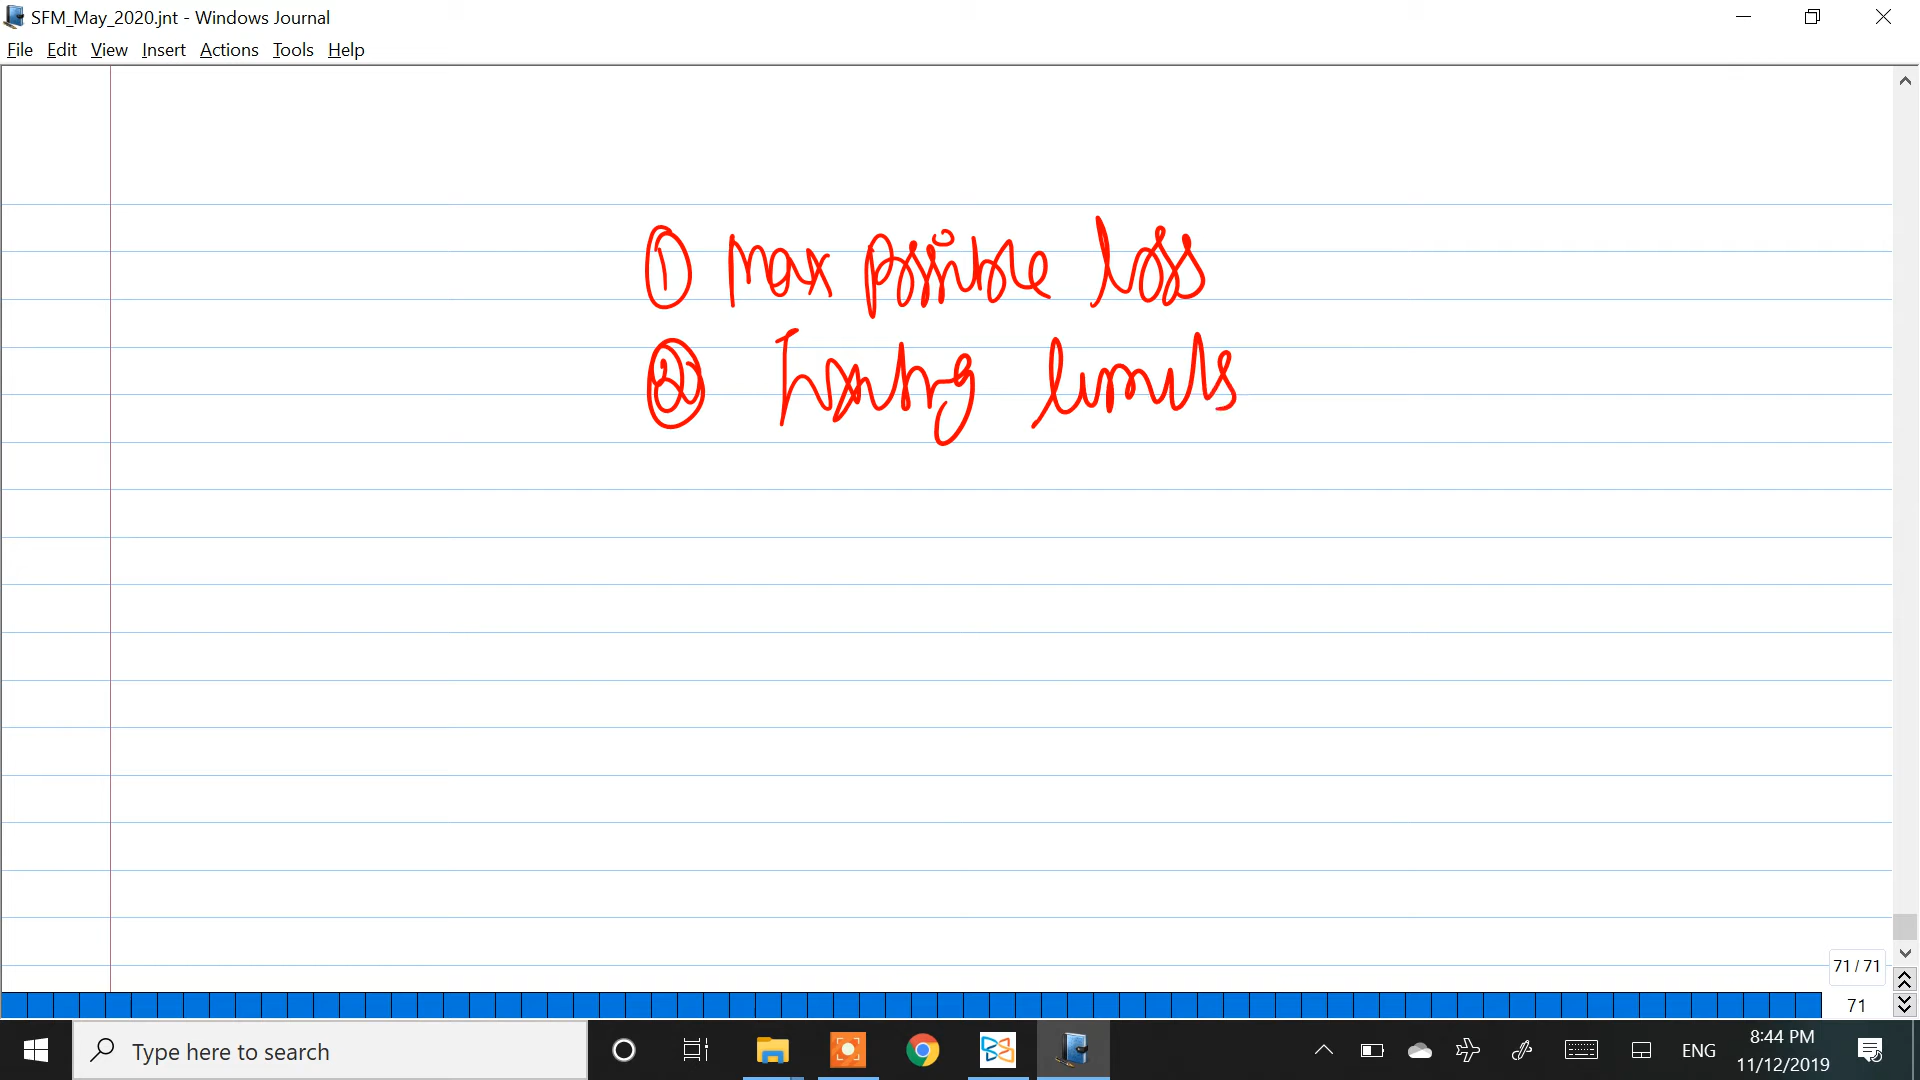 SFM_May_2020.jnt - Windows Journal
File Edit View Insert Actions Tools Help
① Max possible loss
② limits
71 / 71
71
Type here to search
ENG
8:44 PM
11/12/2019